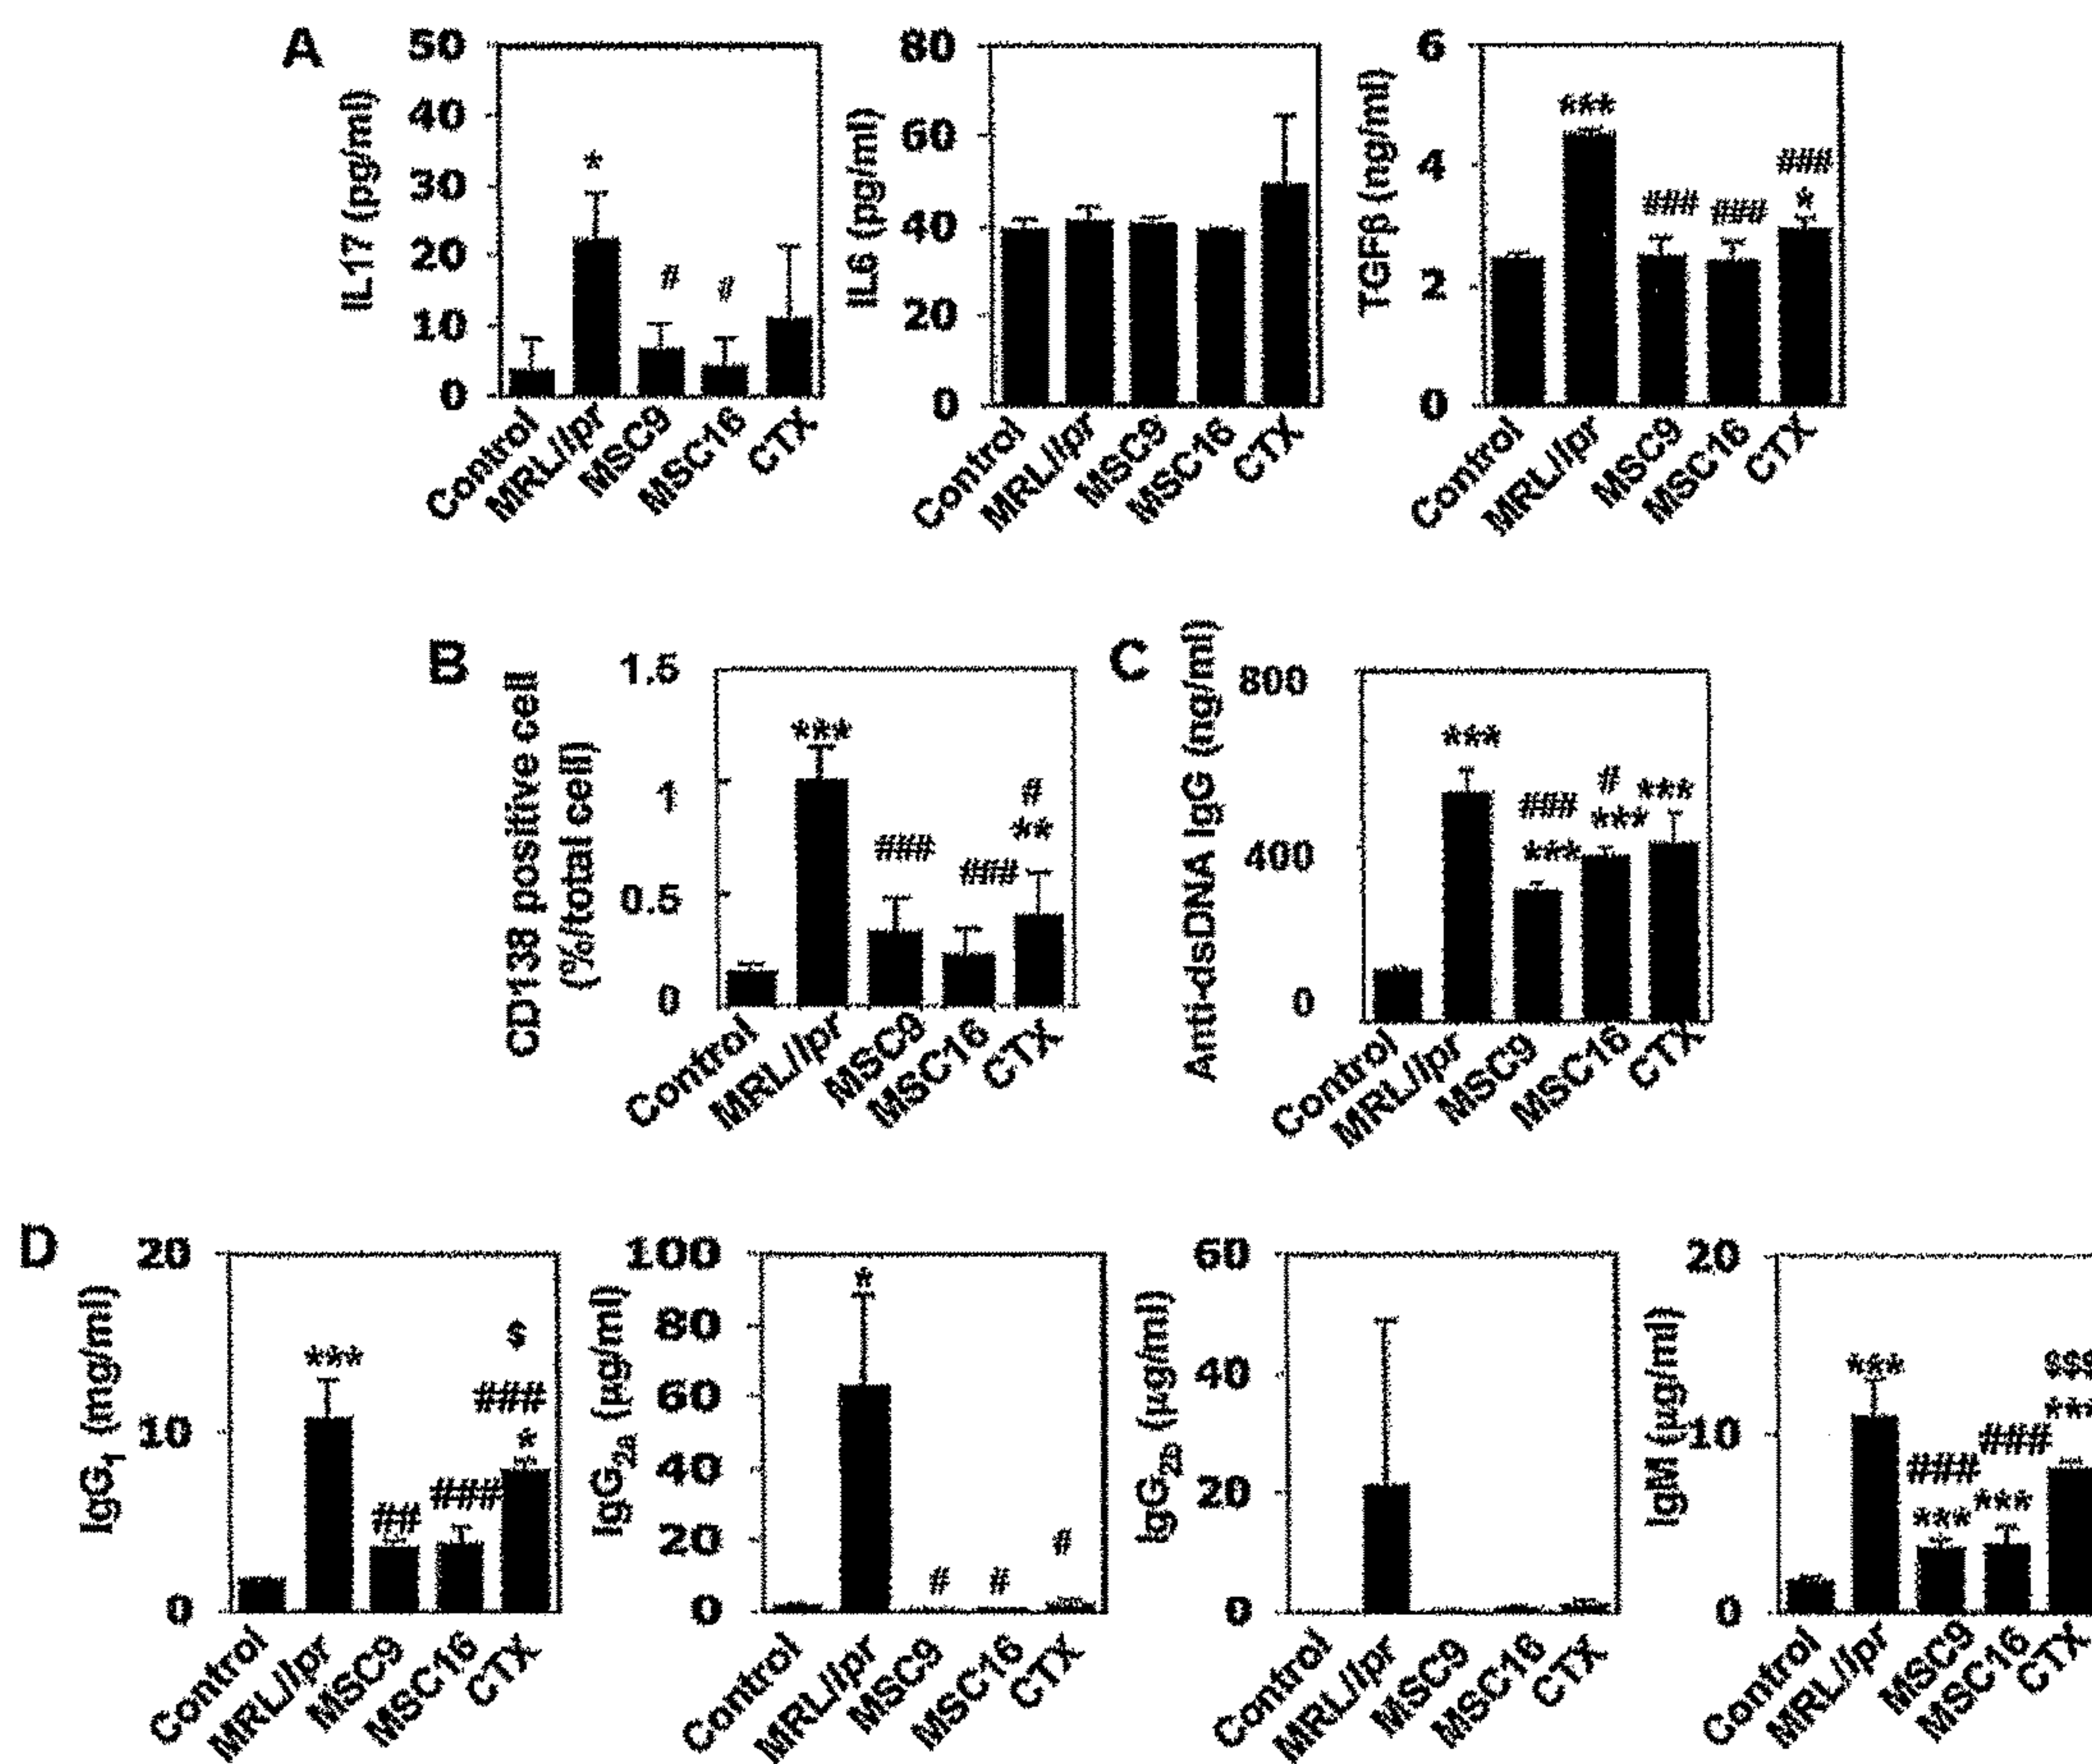 A
IL17 (pg/ml)
50
40
30
20
10
0
*
#
#
Control
MRL/lpr
MSC9
MSC16
CTX
IL6 (pg/ml)
80
60
40
20
0
Control
MRL/lpr
MSC9
MSC16
CTX
TGFβ (ng/ml)
6
4
2
0
***
###
###
###
*
Control
MRL/lpr
MSC9
MSC16
CTX
B
CD138 positive cell
(%/total cell)
1.5
1
0.5
0
***
###
###
#
**
Control
MRL/lpr
MSC9
MSC16
CTX
C
Anti-dsDNA IgG (ng/ml)
800
400
0
***
###
***
#
***
***
Control
MRL/lpr
MSC9
MSC16
CTX
D
IgG1 (mg/ml)
20
10
0
***
##
###
$
###
*
Control
MRL/lpr
MSC9
MSC16
CTX
IgG2a (μg/ml)
100
80
60
40
20
0
*
#
#
#
Control
MRL/lpr
MSC9
MSC16
CTX
IgG2b (μg/ml)
60
40
20
0
Control
MRL/lpr
MSC9
MSC16
CTX
IgM (μg/ml)
20
10
0
***
###
***
###
***
$$$
***
Control
MRL/lpr
MSC9
MSC16
CTX